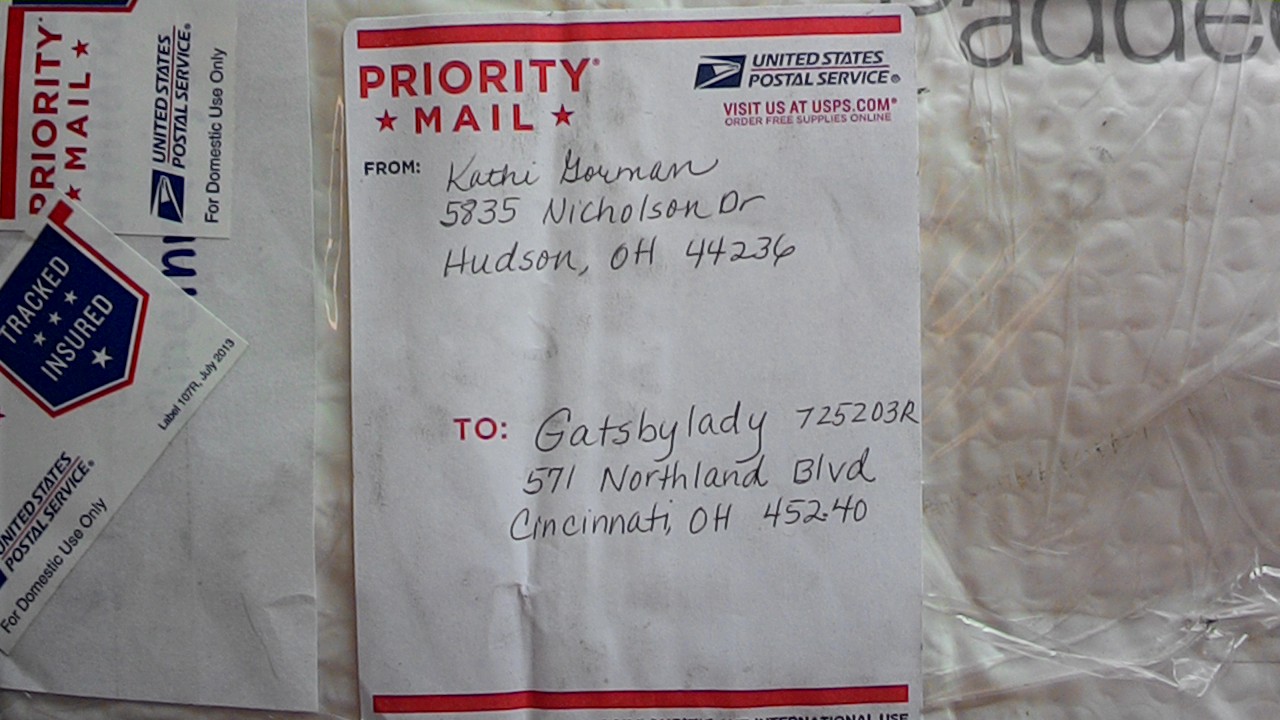 PRIORITY®
★ MAIL ★
UNITED STATES
POSTAL SERVICE®
VISIT US AT USPS.COM®
ORDER FREE SUPPLIES ONLINE
FROM: Kathi Gorman
5835 Nicholson Dr
Hudson, OH 44236
TO: Gatsbylady 725203R
571 Northland Blvd
Cincinnati, OH 45240
PRIORITY®
★ MAIL ★
UNITED STATES
POSTAL SERVICE®
For Domestic Use Only
TRACKED
★ ★ ★
INSURED
★
Label 107R, July 2013
UNITED STATES
POSTAL SERVICE®
For Domestic Use Only
Padded